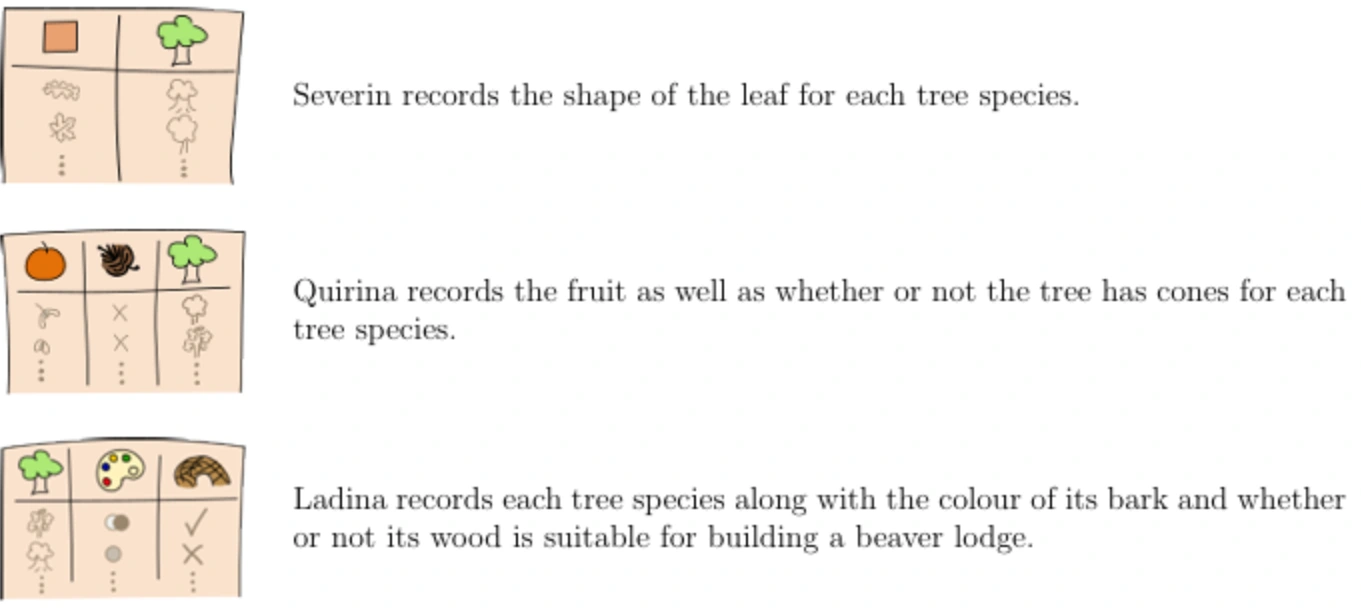 Severin records the shape of the leaf for each tree species.
Quirina records the fruit as well as whether or not the tree has cones for each
tree species.
Ladina records each tree species along with the colour of its bark and whether
or not its wood is suitable for building a beaver lodge.